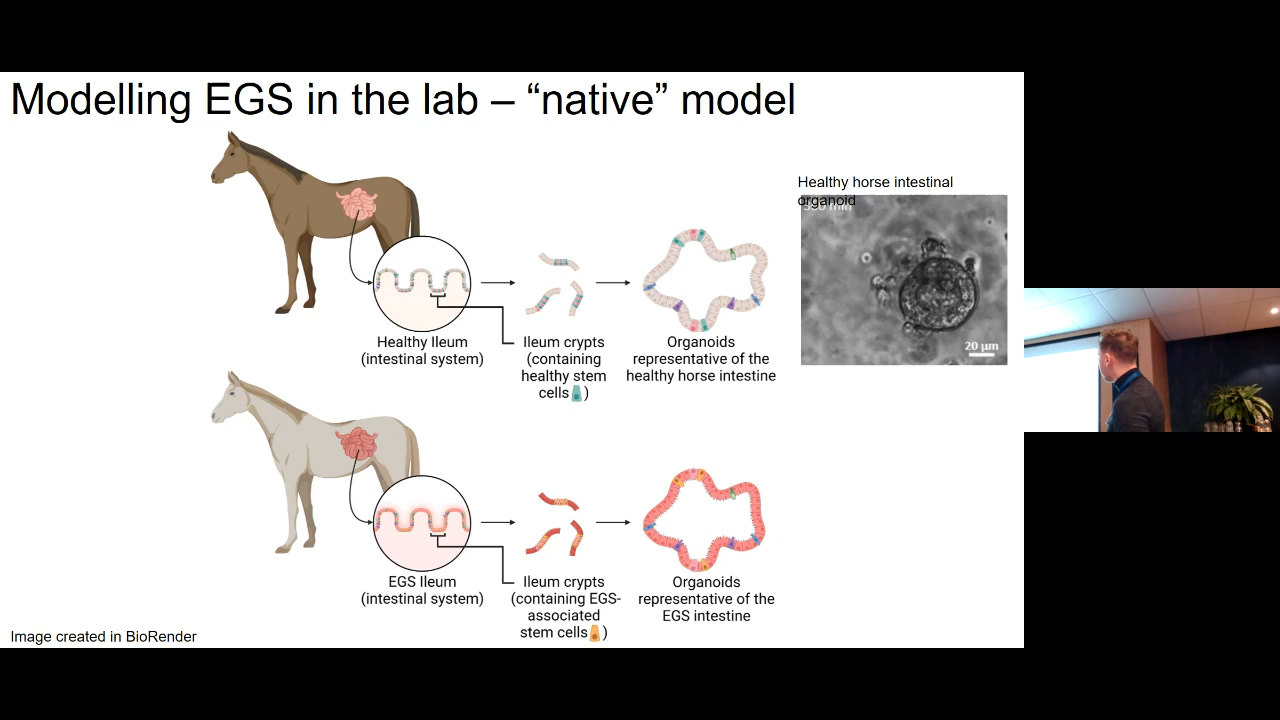 Modelling EGS in the lab – “native” model
Healthy horse intestinal
organoid
20 µm
Healthy Ileum
(intestinal system)
Ileum crypts
(containing
healthy stem
cells )
Organoids
representative of the
healthy horse intestine
EGS Ileum
(intestinal system)
Ileum crypts
(containing EGS-
associated
stem cells )
Organoids
representative of the
EGS intestine
Image created in BioRender